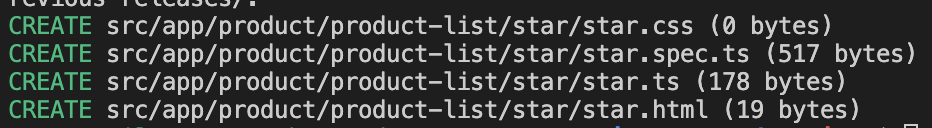 revious releases/.
CREATE src/app/product/product-list/star/star.css (0 bytes)
CREATE src/app/product/product-list/star/star.spec.ts (517 bytes)
CREATE src/app/product/product-list/star/star.ts (178 bytes)
CREATE src/app/product/product-list/star/star.html (19 bytes)